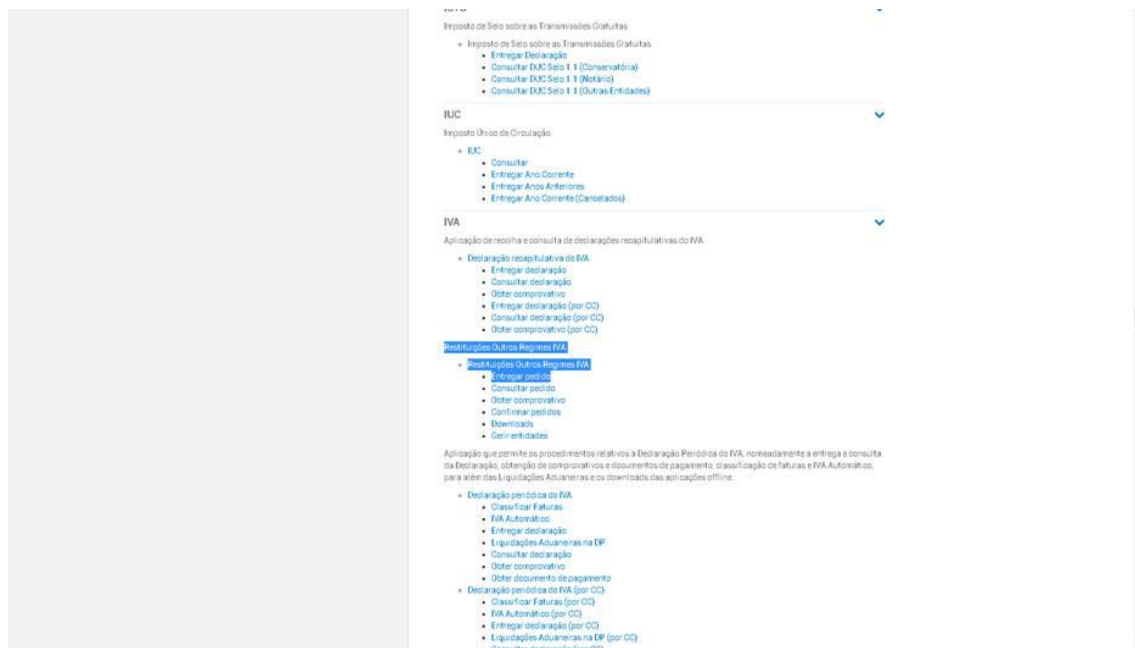 Imposto de Selo sobre as Transmissões Gratuitas
Imposto de Selo sobre as Transmissões Gratuitas
Entregar Declaração
Consultar DUC Selo 1.1 (Conservatória)
Consultar DUC Selo 1.1 (Notário)
Consultar DUC Selo 1.1 (Outras Entidades)
IUC
Imposto Único de Circulação
IUC
Consultar
Entregar Ano Corrente
Entregar Anos Anteriores
Entregar Ano Corrente (Cancelados)
IVA
Aplicação de recolha e consulta de declarações recapitulativas do IVA
Declaração recapitulativa do IVA
Entregar declaração
Consultar declaração
Obter comprovativo
Entregar declaração (por CC)
Consultar declaração (por CC)
Obter comprovativo (por CC)
Restituições Outros Regimes IVA
Restituições Outros Regimes IVA
Entregar pedido
Consultar pedido
Obter comprovativo
Confirmar pedidos
Downloads
Gerir entidades
Aplicação que permite os procedimentos relativos à Declaração Periódica do IVA, nomeadamente a entrega e consulta
da Declaração, obtenção de comprovativos e documentos de pagamento, classificação de faturas e IVA Automático,
para além das Liquidações Aduaneiras e os downloads das aplicações offline.
Declaração periódica do IVA
Classificar Faturas
IVA Automático
Entregar declaração
Liquidações Aduaneiras na DP
Consultar declaração
Obter comprovativo
Obter documento de pagamento
Declaração periódica do IVA (por CC)
Classificar Faturas (por CC)
IVA Automático (por CC)
Entregar declaração (por CC)
Liquidações Aduaneiras na DP (por CC)